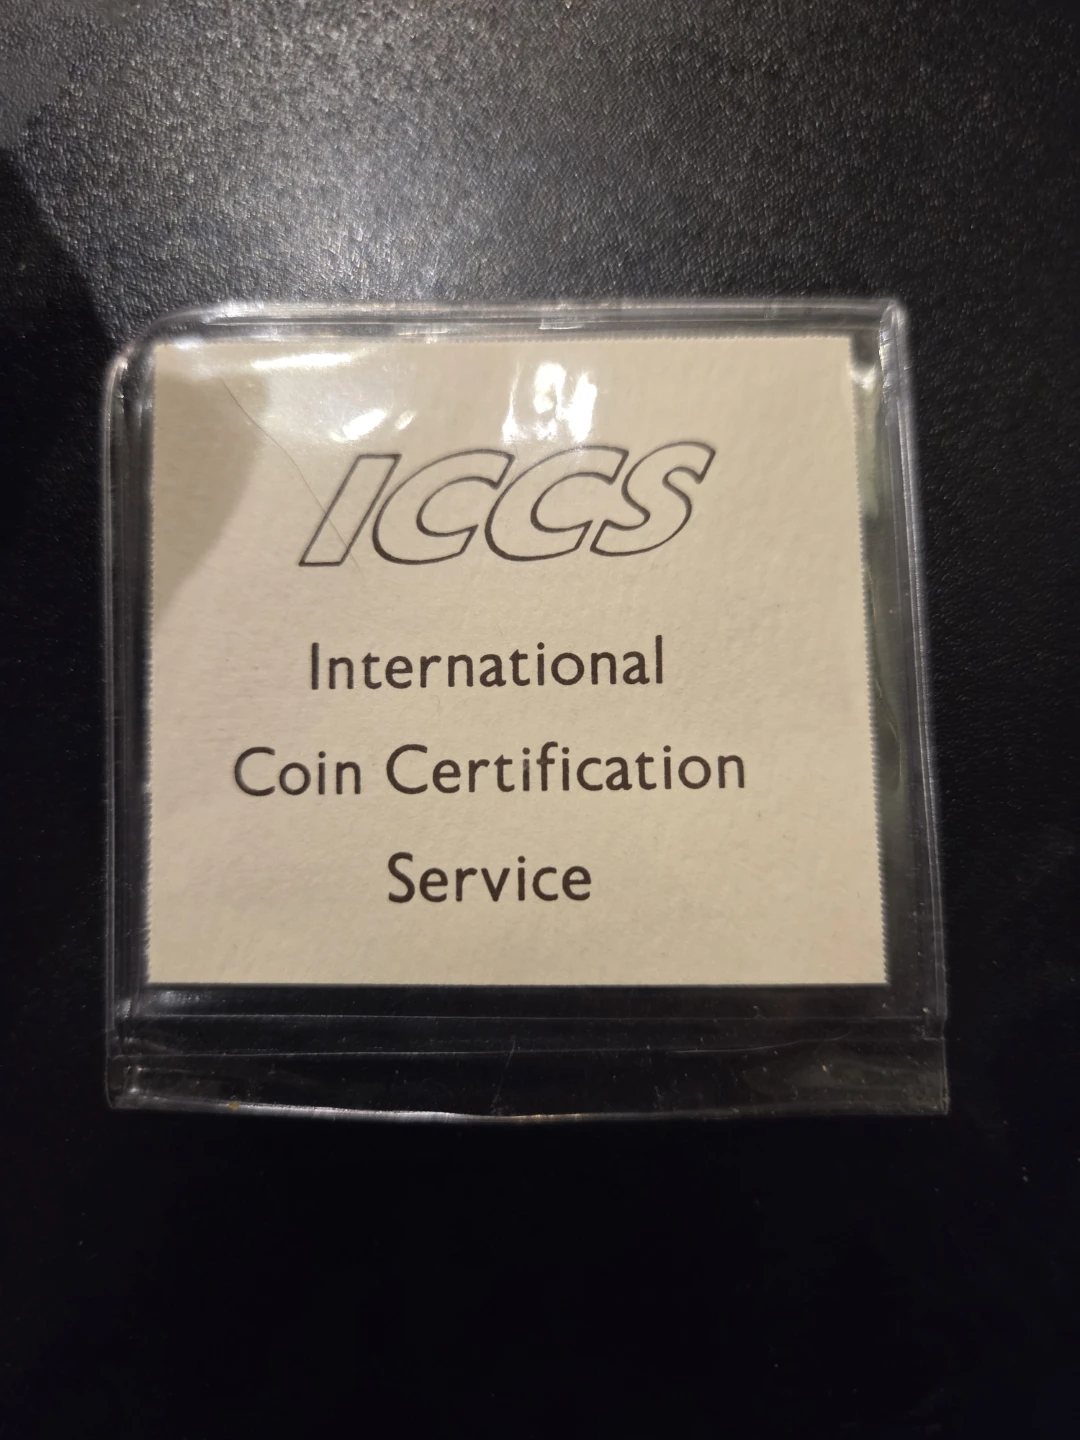 ICCS
International
Coin Certification
Service